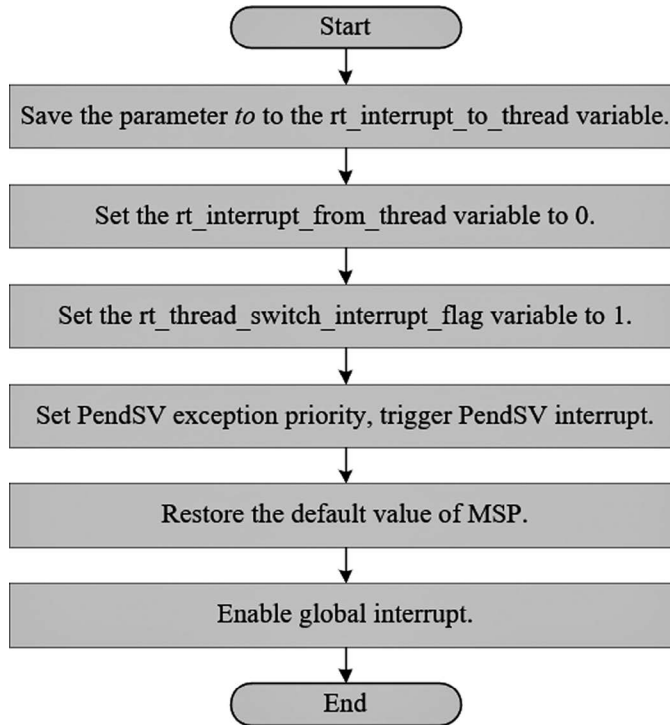 Start
Save the parameter to to the rt_interrupt_to_thread variable.
Set the rt_interrupt_from_thread variable to 0.
Set the rt_thread_switch_interrupt_flag variable to 1.
Set PendSV exception priority, trigger PendSV interrupt.
Restore the default value of MSP.
Enable global interrupt.
End